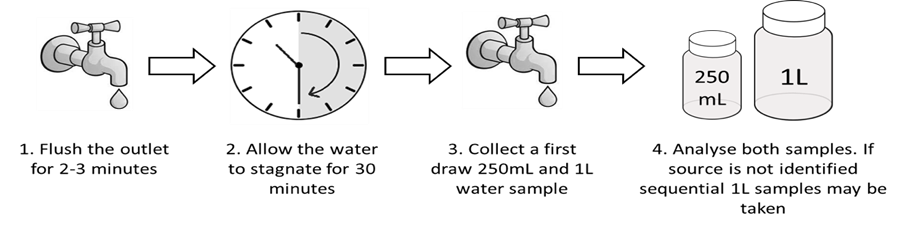 250
mL
1L
1. Flush the outlet
for 2-3 minutes
2. Allow the water
to stagnate for 30
minutes
3. Collect a first
draw 250mL and 1L
water sample
4. Analyse both samples. If
source is not identified
sequential 1L samples may be
taken